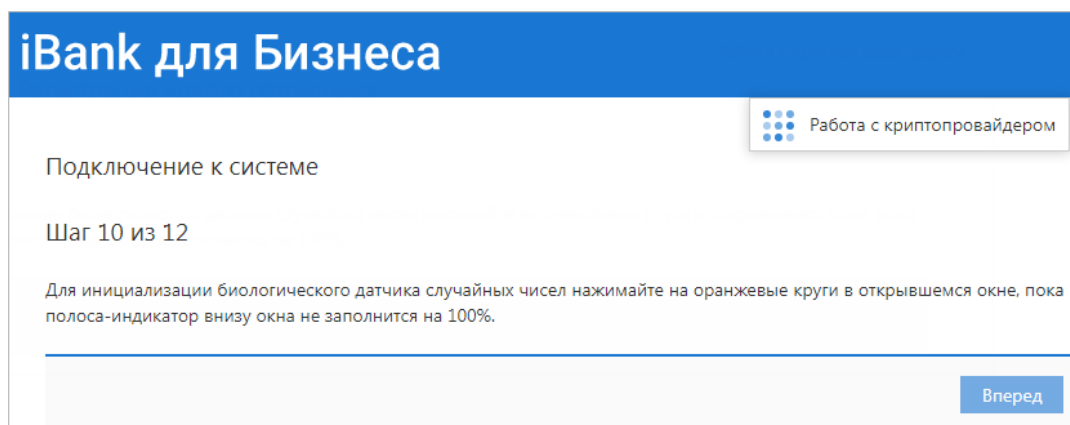 iBank для Бизнеса
Работа с криптопровайдером
Подключение к системе
Шаг 10 из 12
Для инициализации биологического датчика случайных чисел нажимайте на оранжевые круги в открывшемся окне, пока
полоса-индикатор внизу окна не заполнится на 100%.
Вперед